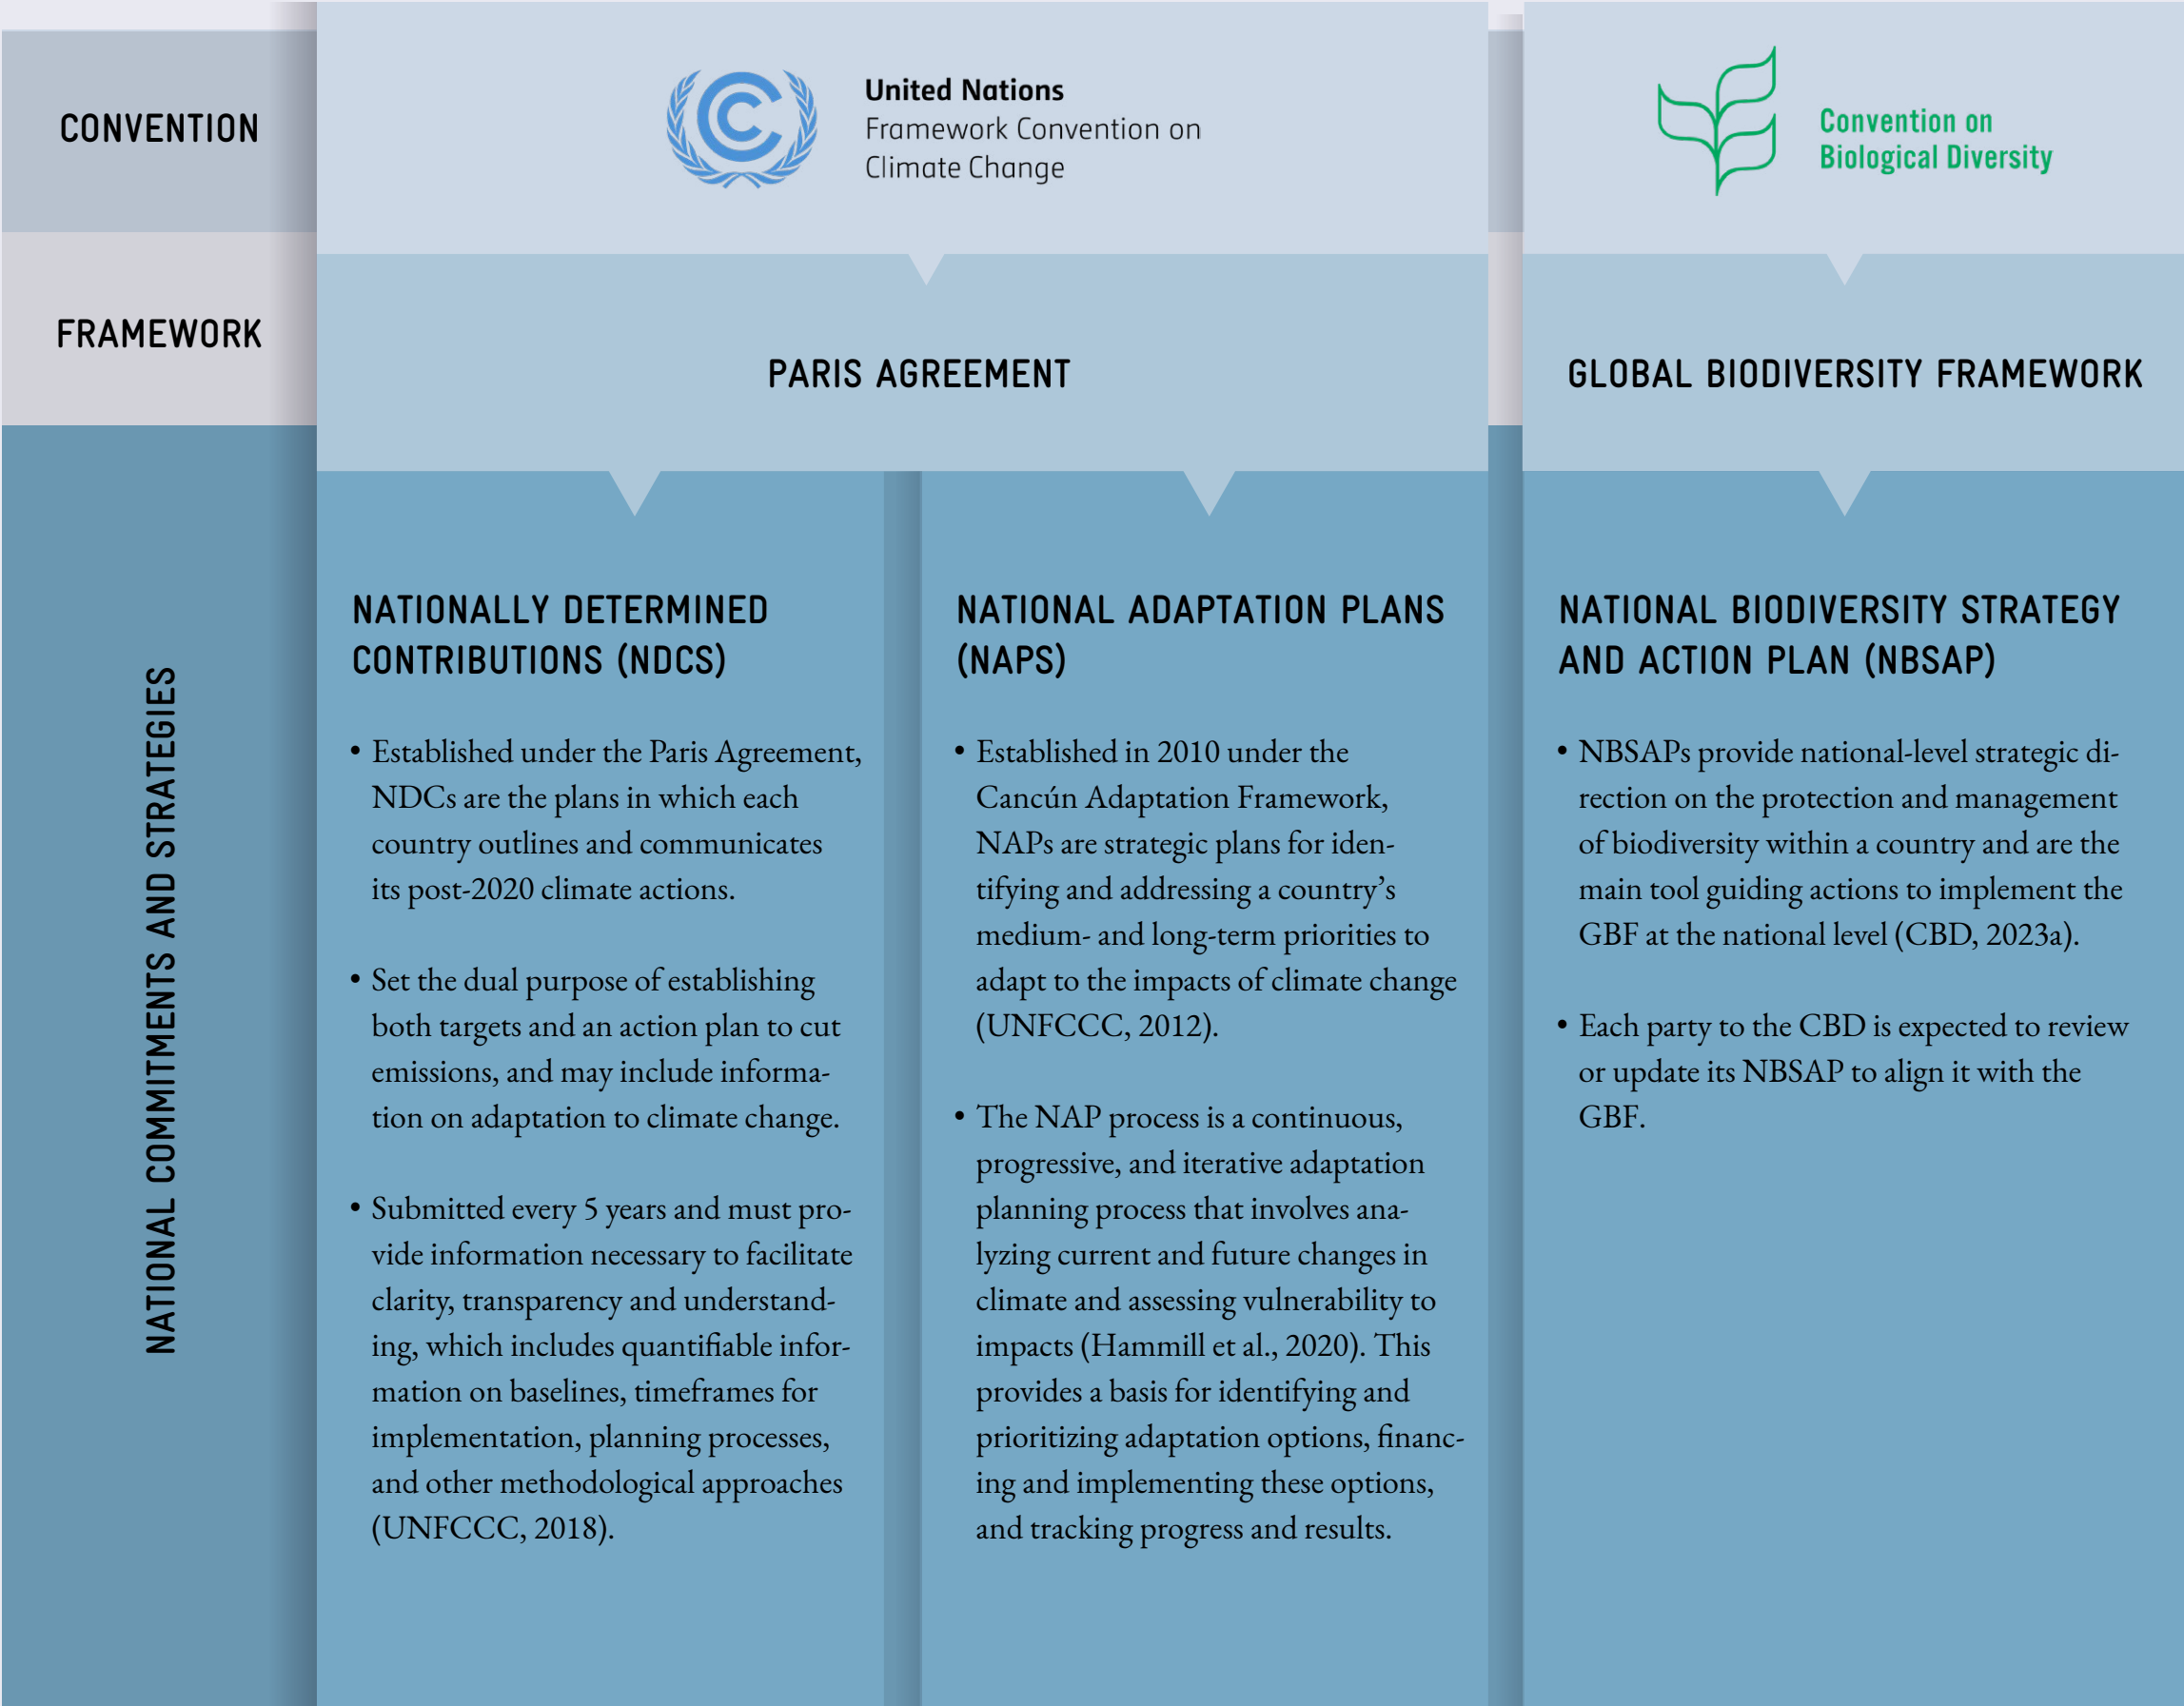 CONVENTION
United Nations
Framework Convention on
Climate Change
Convention on
Biological Diversity
FRAMEWORK
PARIS AGREEMENT
GLOBAL BIODIVERSITY FRAMEWORK
NATIONAL COMMITMENTS AND STRATEGIES
NATIONALLY DETERMINED
CONTRIBUTIONS (NDCS)
• Established under the Paris Agreement,
NDCs are the plans in which each
country outlines and communicates
its post-2020 climate actions.
• Set the dual purpose of establishing
both targets and an action plan to cut
emissions, and may include informa-
tion on adaptation to climate change.
• Submitted every 5 years and must pro-
vide information necessary to facilitate
clarity, transparency and understand-
ing, which includes quantifiable infor-
mation on baselines, timeframes for
implementation, planning processes,
and other methodological approaches
(UNFCCC, 2018).
NATIONAL ADAPTATION PLANS
(NAPS)
• Established in 2010 under the
Cancún Adaptation Framework,
NAPs are strategic plans for iden-
tifying and addressing a country’s
medium- and long-term priorities to
adapt to the impacts of climate change
(UNFCCC, 2012).
• The NAP process is a continuous,
progressive, and iterative adaptation
planning process that involves ana-
lyzing current and future changes in
climate and assessing vulnerability to
impacts (Hammill et al., 2020). This
provides a basis for identifying and
prioritizing adaptation options, financ-
ing and implementing these options,
and tracking progress and results.
NATIONAL BIODIVERSITY STRATEGY
AND ACTION PLAN (NBSAP)
• NBSAPs provide national-level strategic di-
rection on the protection and management
of biodiversity within a country and are the
main tool guiding actions to implement the
GBF at the national level (CBD, 2023a).
• Each party to the CBD is expected to review
or update its NBSAP to align it with the
GBF.